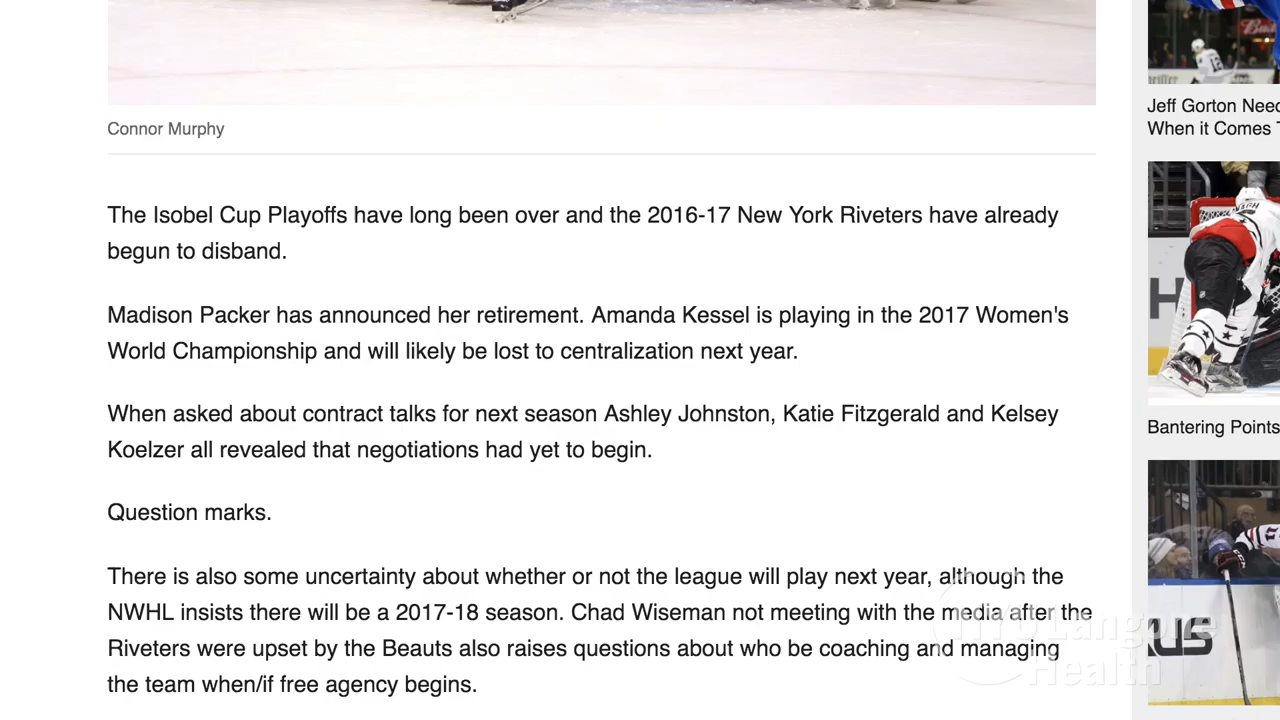 Connor Murphy
The Isobel Cup Playoffs have long been over and the 2016-17 New York Riveters have already
begun to disband.
Madison Packer has announced her retirement. Amanda Kessel is playing in the 2017 Women's
World Championship and will likely be lost to centralization next year.
When asked about contract talks for next season Ashley Johnston, Katie Fitzgerald and Kelsey
Koelzer all revealed that negotiations had yet to begin.
Question marks.
There is also some uncertainty about whether or not the league will play next year, although the
NWHL insists there will be a 2017-18 season. Chad Wiseman not meeting with the media after the
Riveters were upset by the Beauts also raises questions about who be coaching and managing
the team when/if free agency begins.
Jeff Gorton Need
When it Comes
Bantering Points
NYU Langone
Health